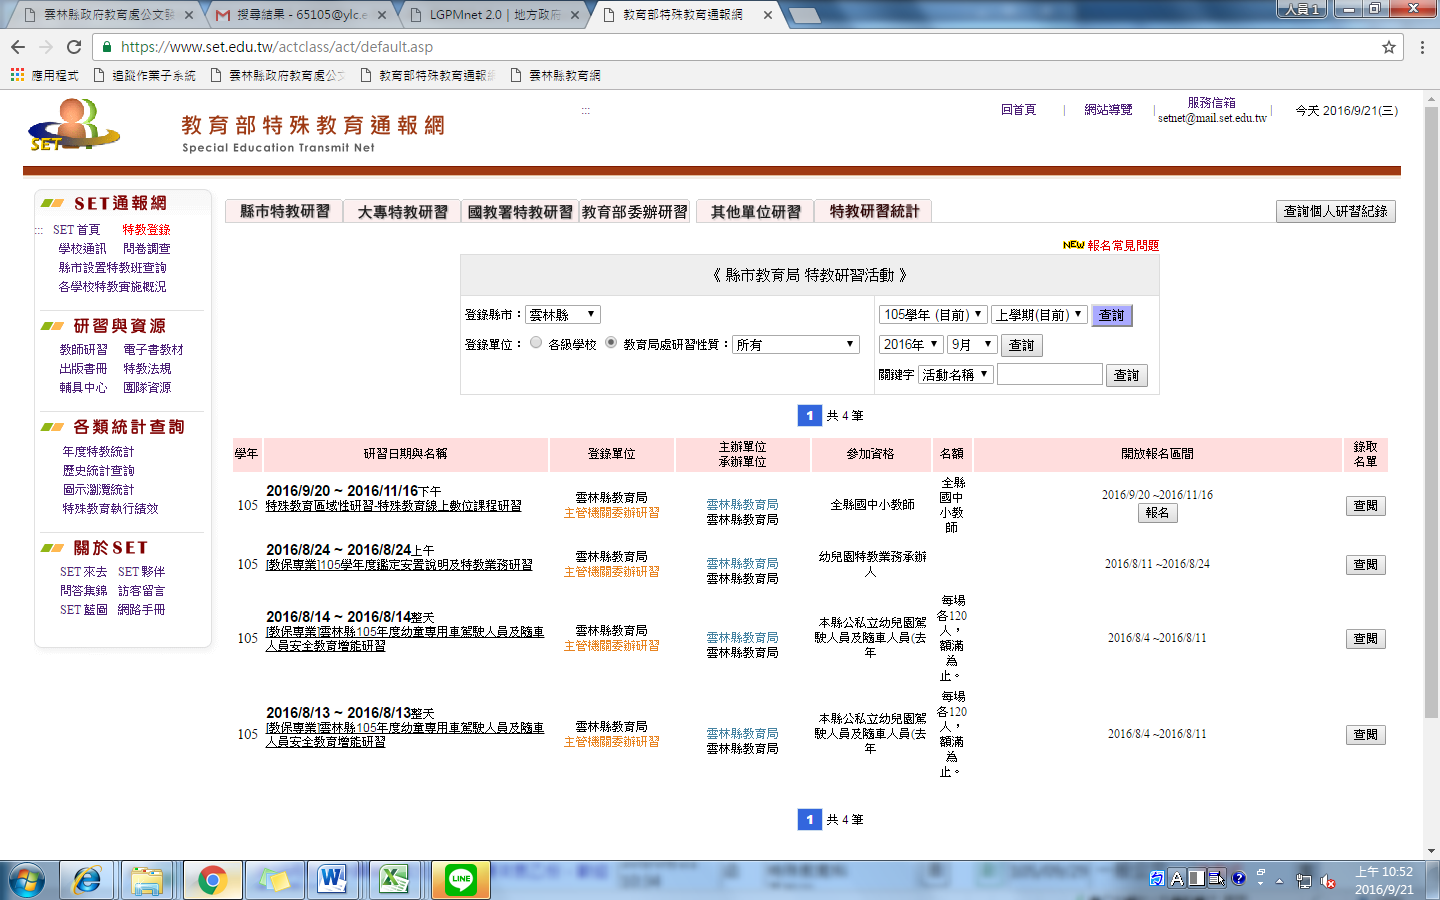 雲林縣政府教育處公文
搜尋結果 - 65105@ylc.e
LGPMnet 2.0 | 地方政府
教育部特殊教育通報網
人員 1
https://www.set.edu.tw/actclass/act/default.asp
應用程式
追蹤作業子系統
雲林縣政府教育處公文
教育部特殊教育通報網
雲林縣教育網
SET
教育部特殊教育通報網
Special Education Transmit Net
:::
回首頁
|
網站導覽
|
服務信箱
setnet@mail.set.edu.tw
|
今天 2016/9/21(三)
SET通報網
::: SET 首頁 特教登錄
學校通訊 問卷調查
縣市設置特教班查詢
各學校特教實施概況
研習與資源
教師研習 電子書教材
出版書冊 特教法規
輔具中心 團隊資源
各類統計查詢
年度特教統計
歷史統計查詢
圖示瀏覽統計
特殊教育執行績效
關於SET
SET 來去 SET 夥伴
問答集錦 訪客留言
SET 藍圖 網路手冊
縣市特教研習 大專特教研習 國教署特教研習 教育部委辦研習 其他單位研習 特教研習統計
查詢個人研習紀錄
NEW 報名常見問題
《 縣市教育局 特教研習活動 》
登錄縣市：雲林縣
登錄單位： 各級學校 教育局處研習性質：所有
105學年 (目前) 上學期(目前) 查詢
2016年 9月 查詢
關鍵字 活動名稱 查詢
1 共 4 筆
學年 研習日期與名稱 登錄單位 主辦單位 承辦單位 參加資格 名額 開放報名區間 錄取名單
105
2016/9/20 ~ 2016/11/16下午
特殊教育區域性研習-特殊教育線上數位課程研習
雲林縣教育局
主管機關委辦研習
雲林縣教育局
雲林縣教育局
全縣國中小教師
全縣
國中
小教
師
2016/9/20 ~2016/11/16
報名
查閱
105
2016/8/24 ~ 2016/8/24上午
[教保專業]105學年度鑑定安置說明及特教業務研習
雲林縣教育局
主管機關委辦研習
雲林縣教育局
雲林縣教育局
幼兒園特教業務承辦
人
2016/8/11 ~2016/8/24
查閱
105
2016/8/14 ~ 2016/8/14整天
[教保專業]雲林縣105年度幼童專用車駕駛人員及隨車
人員安全教育增能研習
雲林縣教育局
主管機關委辦研習
雲林縣教育局
雲林縣教育局
本縣公私立幼兒園駕
駛人員及隨車人員(去
年
每場
各120
人，
額滿
為
止。
2016/8/4 ~2016/8/11
查閱
105
2016/8/13 ~ 2016/8/13整天
[教保專業]雲林縣105年度幼童專用車駕駛人員及隨車
人員安全教育增能研習
雲林縣教育局
主管機關委辦研習
雲林縣教育局
雲林縣教育局
本縣公私立幼兒園駕
駛人員及隨車人員(去
年
每場
各120
人，
額滿
為
止。
2016/8/4 ~2016/8/11
查閱
1 共 4 筆
LINE
A
上午 10:52
2016/9/21